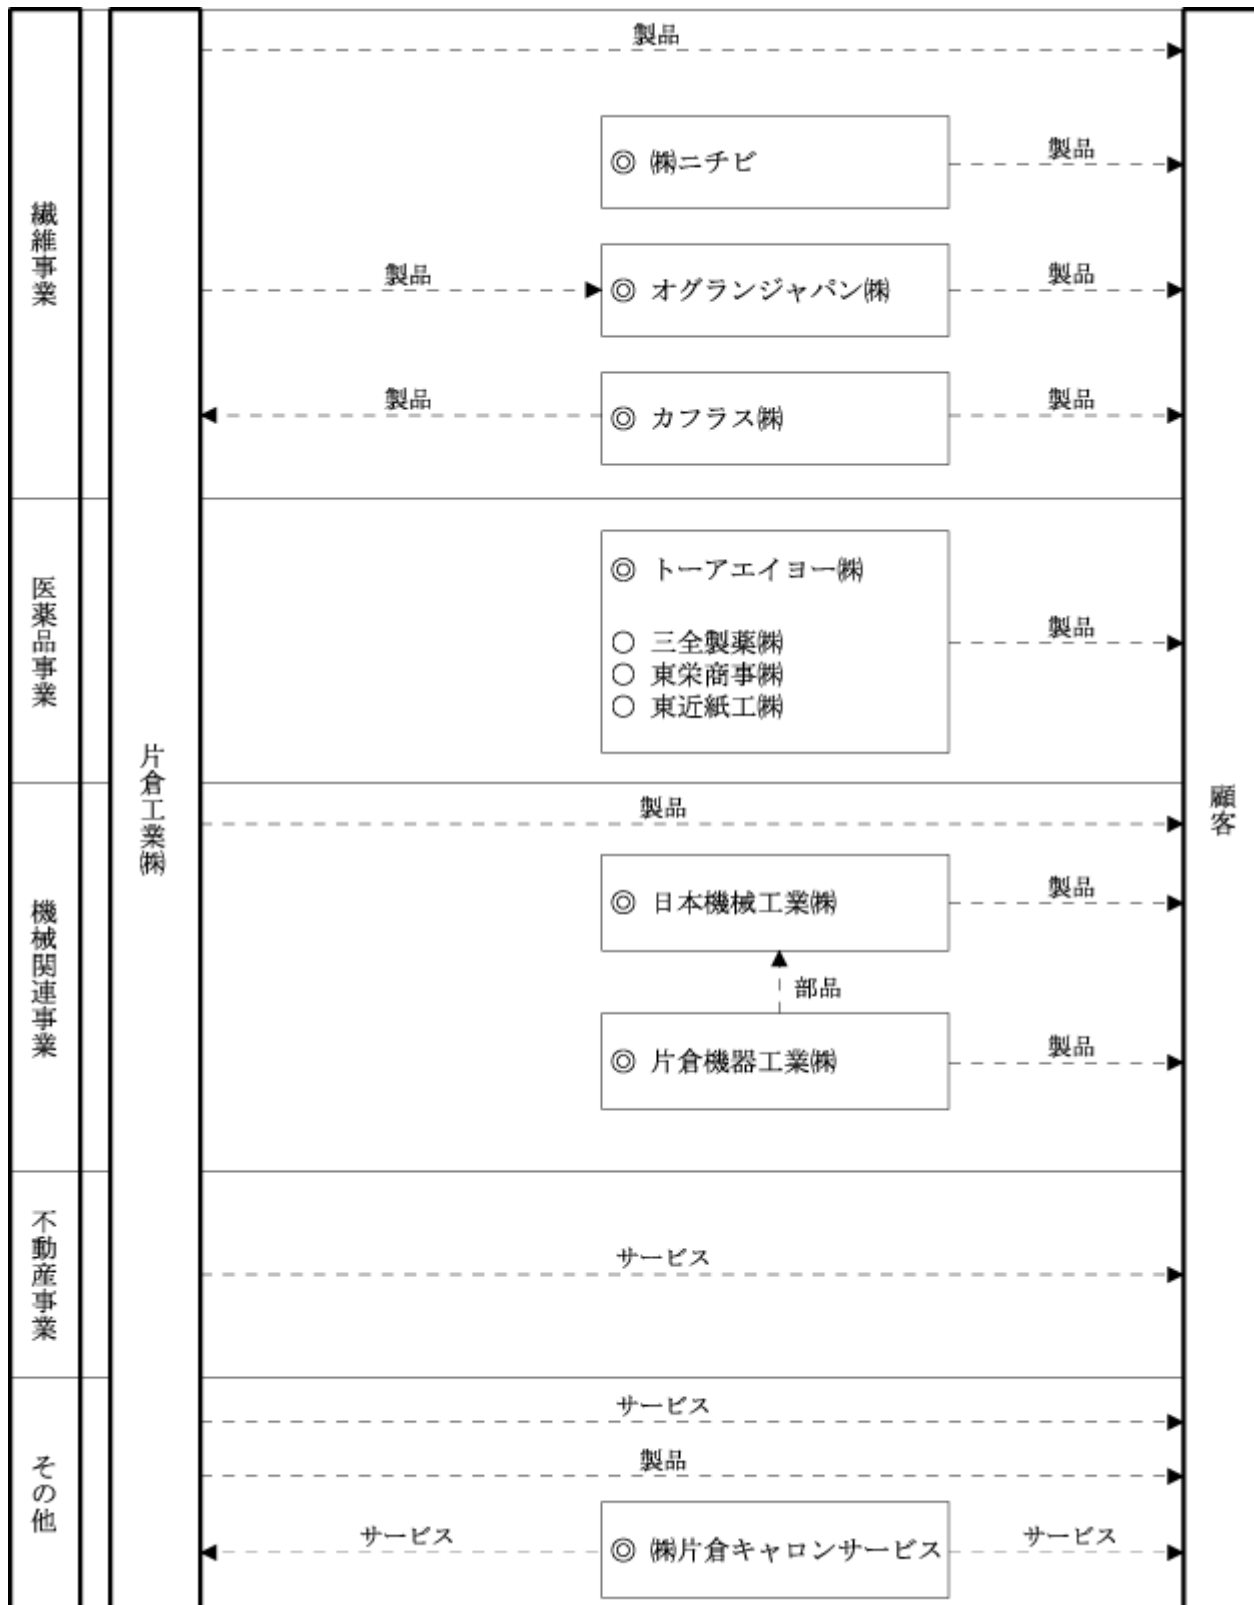 繊維事業
医薬品事業
機械関連事業
不動産事業
その他
片倉工業㈱
製品
◎ ㈱ニチビ
製品
製品
◎ オグランジャパン㈱
製品
製品
◎ カフラス㈱
製品
◎ トーアエイヨー㈱
○ 三全製薬㈱
○ 東栄商事㈱
○ 東近紙工㈱
製品
製品
◎ 日本機械工業㈱
製品
部品
◎ 片倉機器工業㈱
製品
サービス
サービス
製品
サービス
◎ ㈱片倉キャロンサービス
サービス
顧客